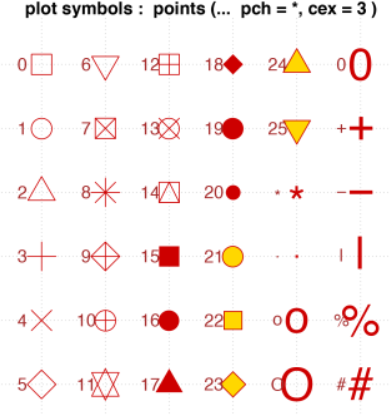 plot symbols : points (... pch = *, cex = 3 )
0 6 12 18 24 0 0
1 7 13 19 25 + +
2 8 14 20 * * - -
3 9 15 21 . . | |
4 10 16 22 o o % %
5 11 17 23 O O # #